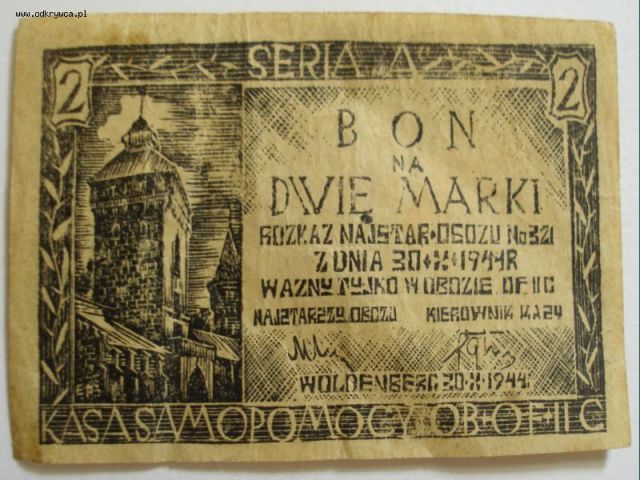 www.odkrywca.pl
SERIA „A”
2 2
BON
NA
DWIE MARKI
ROZKAZ NAJSTAR•OBOZU No 321
Z DNIA 30•X•1944R
WAŻNY TYLKO W OBOZIE OF II C
NAJSTARSZY OBOZU KIEROWNIK KASY
WOLDENBERG 30•X•1944
KASA SAMOPOMOCY OB•OF•II C